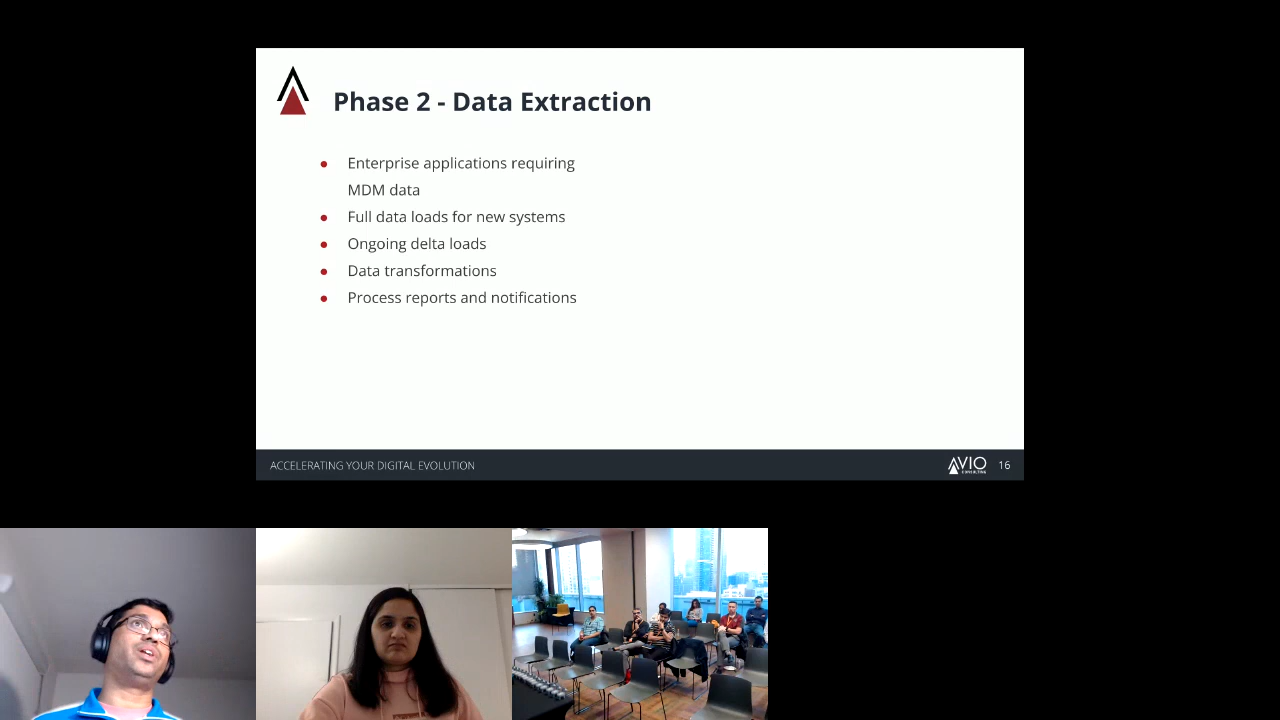 Phase 2 - Data Extraction
Enterprise applications requiring
MDM data
Full data loads for new systems
Ongoing delta loads
Data transformations
Process reports and notifications
ACCELERATING YOUR DIGITAL EVOLUTION
AVIO
CONSULTING
16